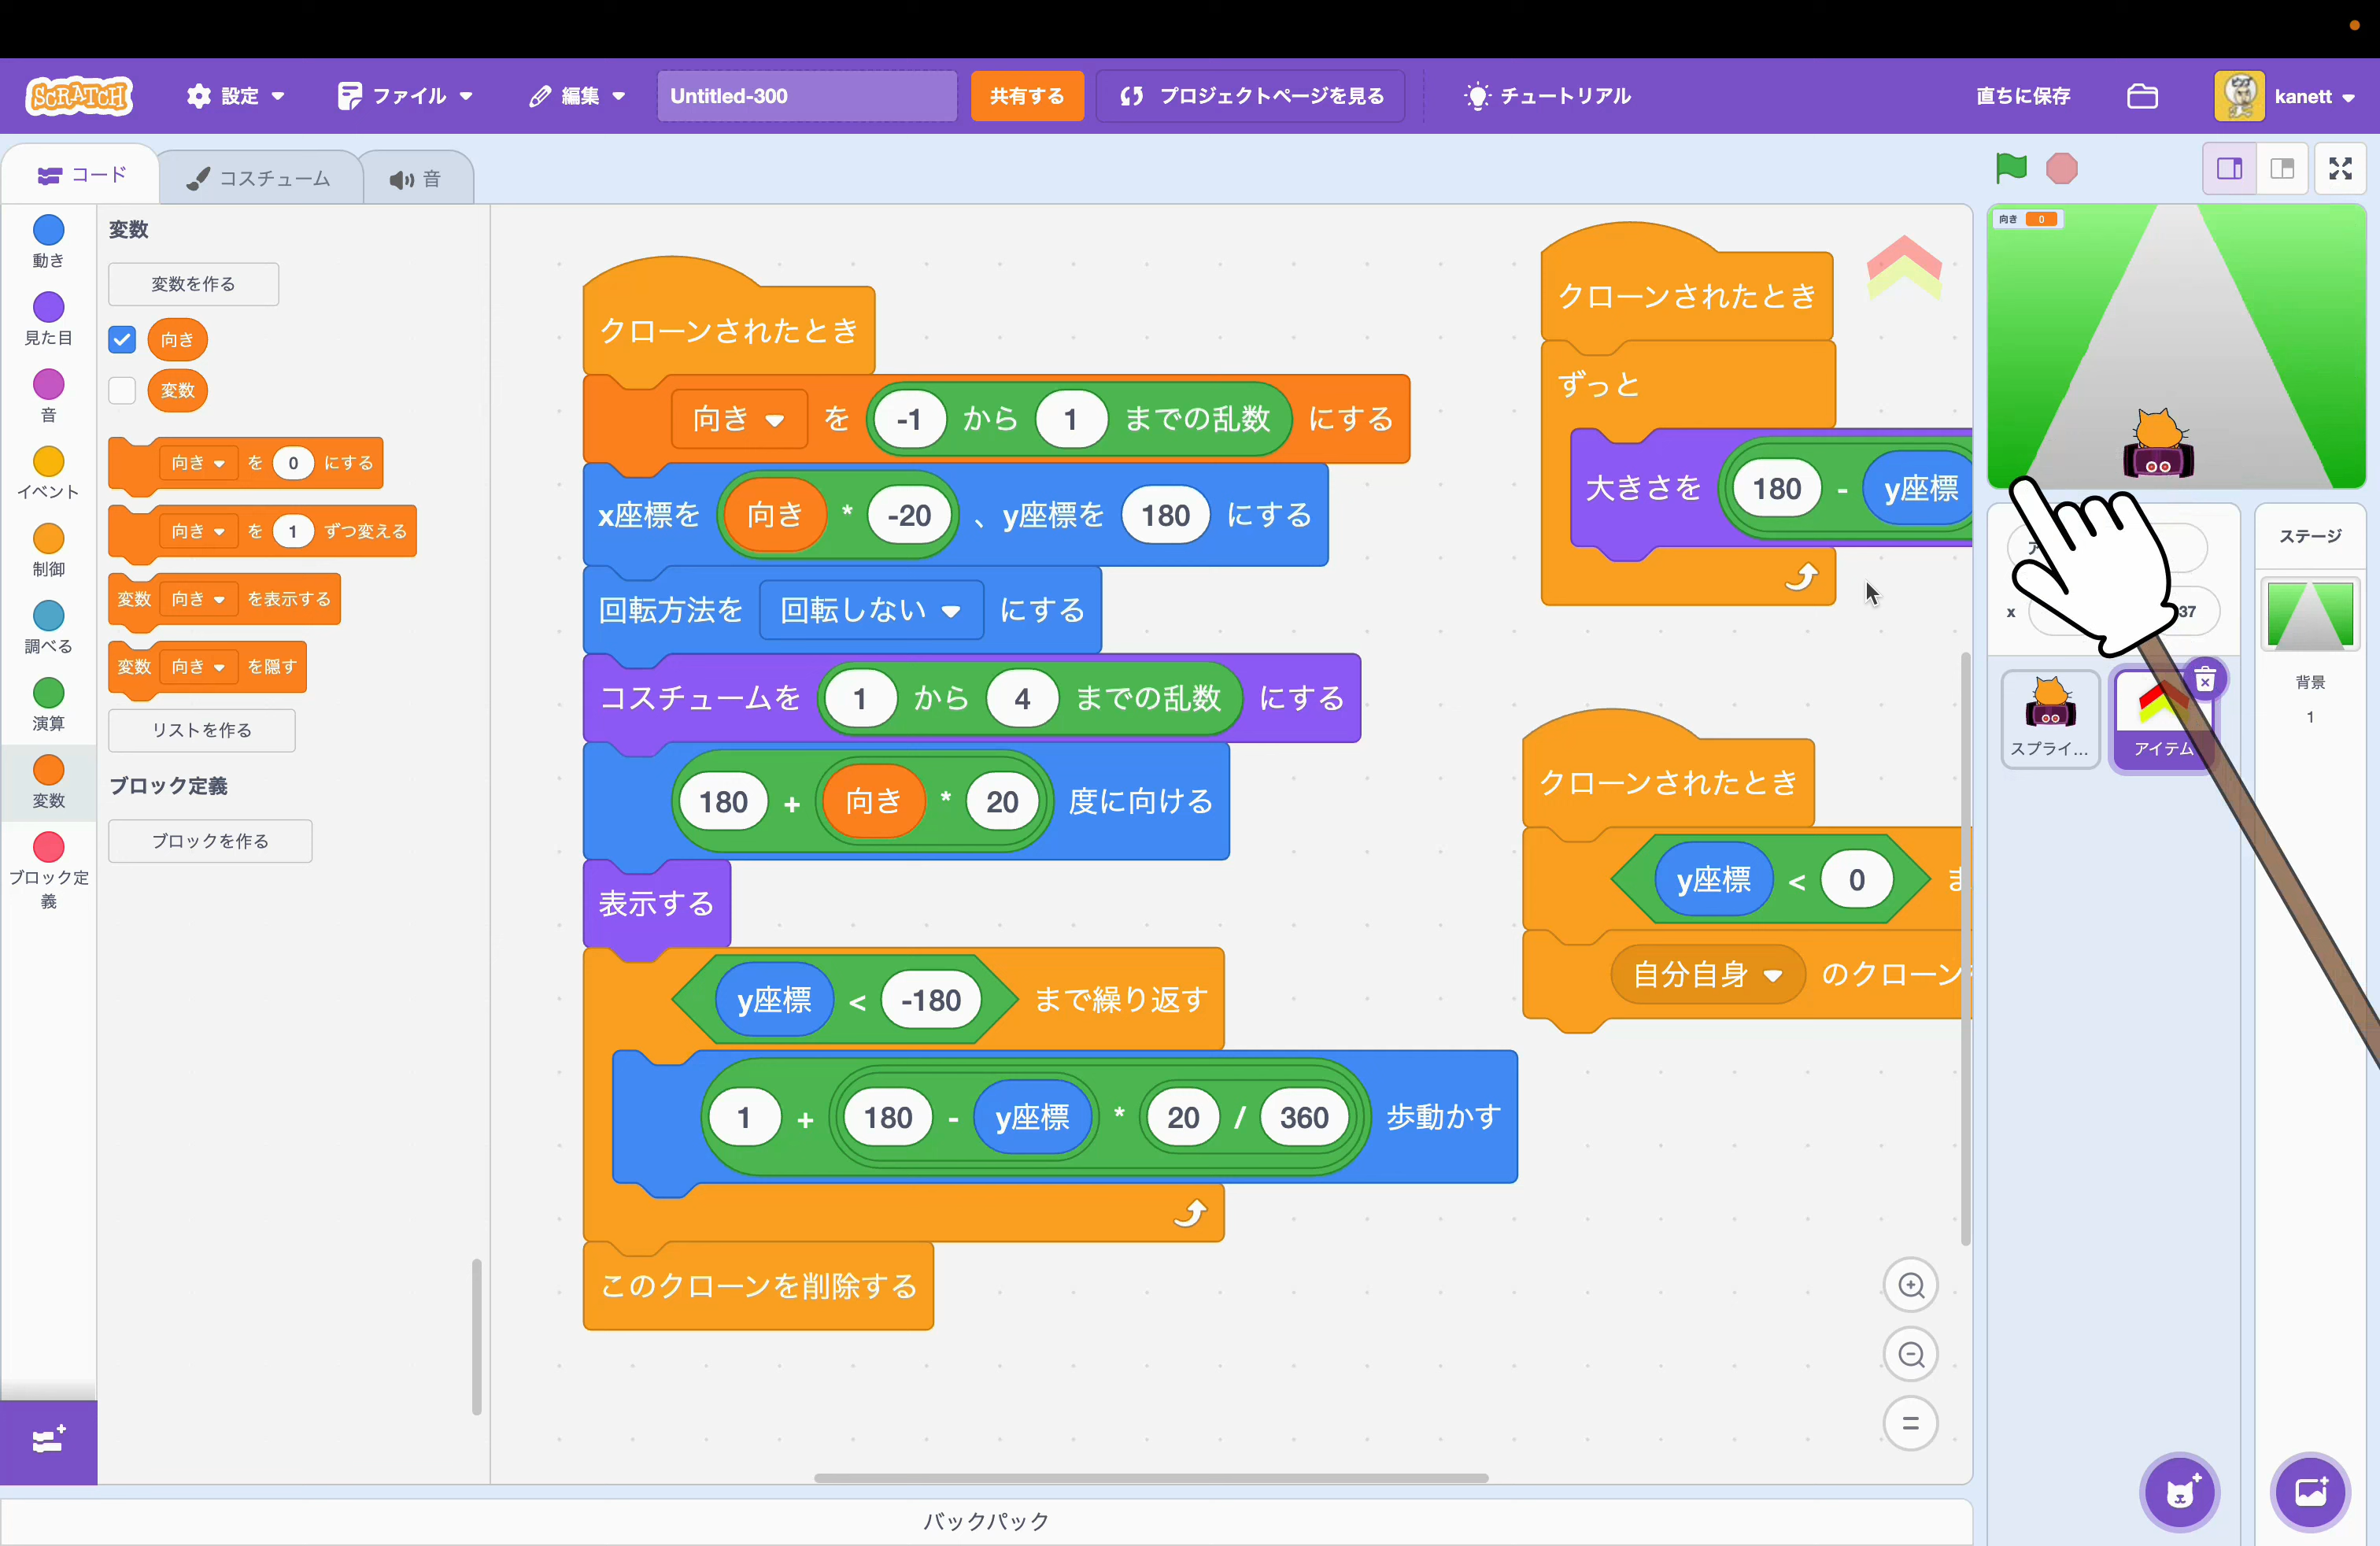 SCRATCH
設定
ファイル
編集
Untitled-300
共有する
プロジェクトページを見る
チュートリアル
直ちに保存
kanett
コード
コスチューム
音
動き
見た目
音
イベント
制御
調べる
演算
変数
ブロック定
義
変数
変数を作る
向き
変数
向き を 0 にする
向き を 1 ずつ変える
変数 向き を表示する
変数 向き を隠す
リストを作る
ブロック定義
ブロックを作る
クローンされたとき
向き を -1 から 1 までの乱数 にする
x座標を 向き * -20 、y座標を 180 にする
回転方法を 回転しない にする
コスチュームを 1 から 4 までの乱数 にする
180 + 向き * 20 度に向ける
表示する
y座標 < -180 まで繰り返す
1 + 180 - y座標 * 20 / 360 歩動かす
このクローンを削除する
クローンされたとき
ずっと
大きさを 180 - y座標
クローンされたとき
y座標 < 0 ま
自分自身 のクローン
バックパック
向き 0
x
37
スプライ...
アイテム
ステージ
背景
1